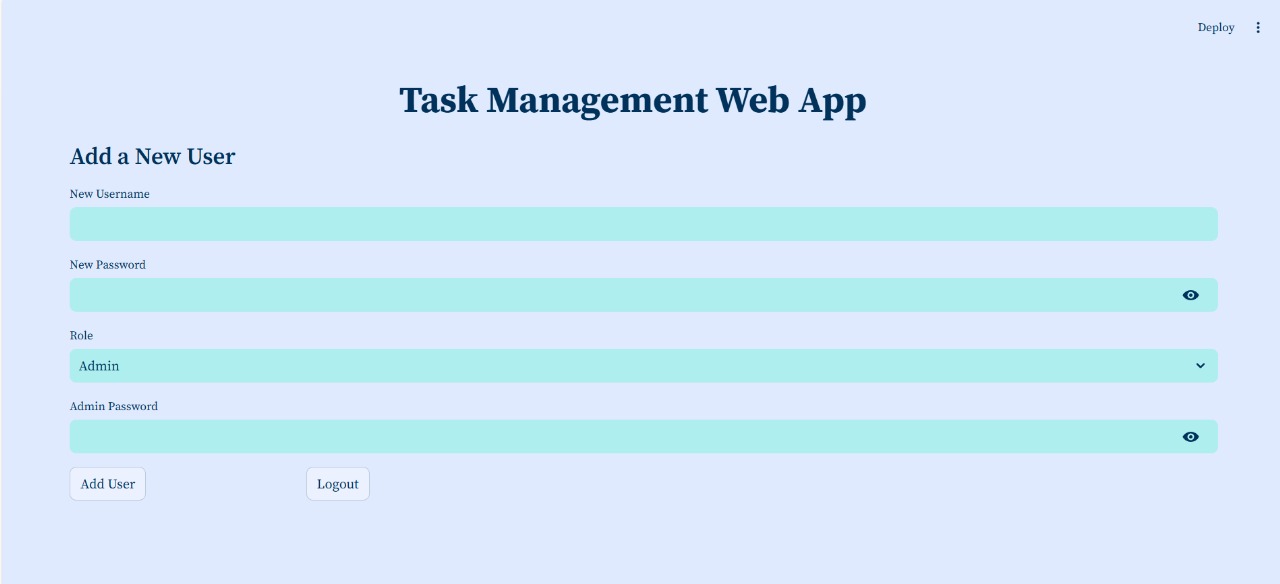 Deploy
Task Management Web App
Add a New User
New Username
New Password
Role
Admin
Admin Password
Add User Logout